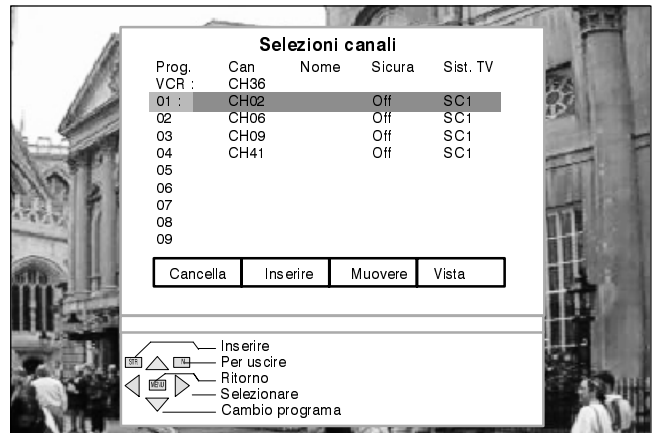 Selezioni canali
Prog. Can Nome Sicura Sist. TV
VCR : CH36
01 : CH02 Off SC1
02 CH06 Off SC1
03 CH09 Off SC1
04 CH41 Off SC1
05
06
07
08
09
Cancella Inserire Muovere Vista
Inserire
STR N Per uscire
MENU Ritorno
Selezionare
Cambio programa